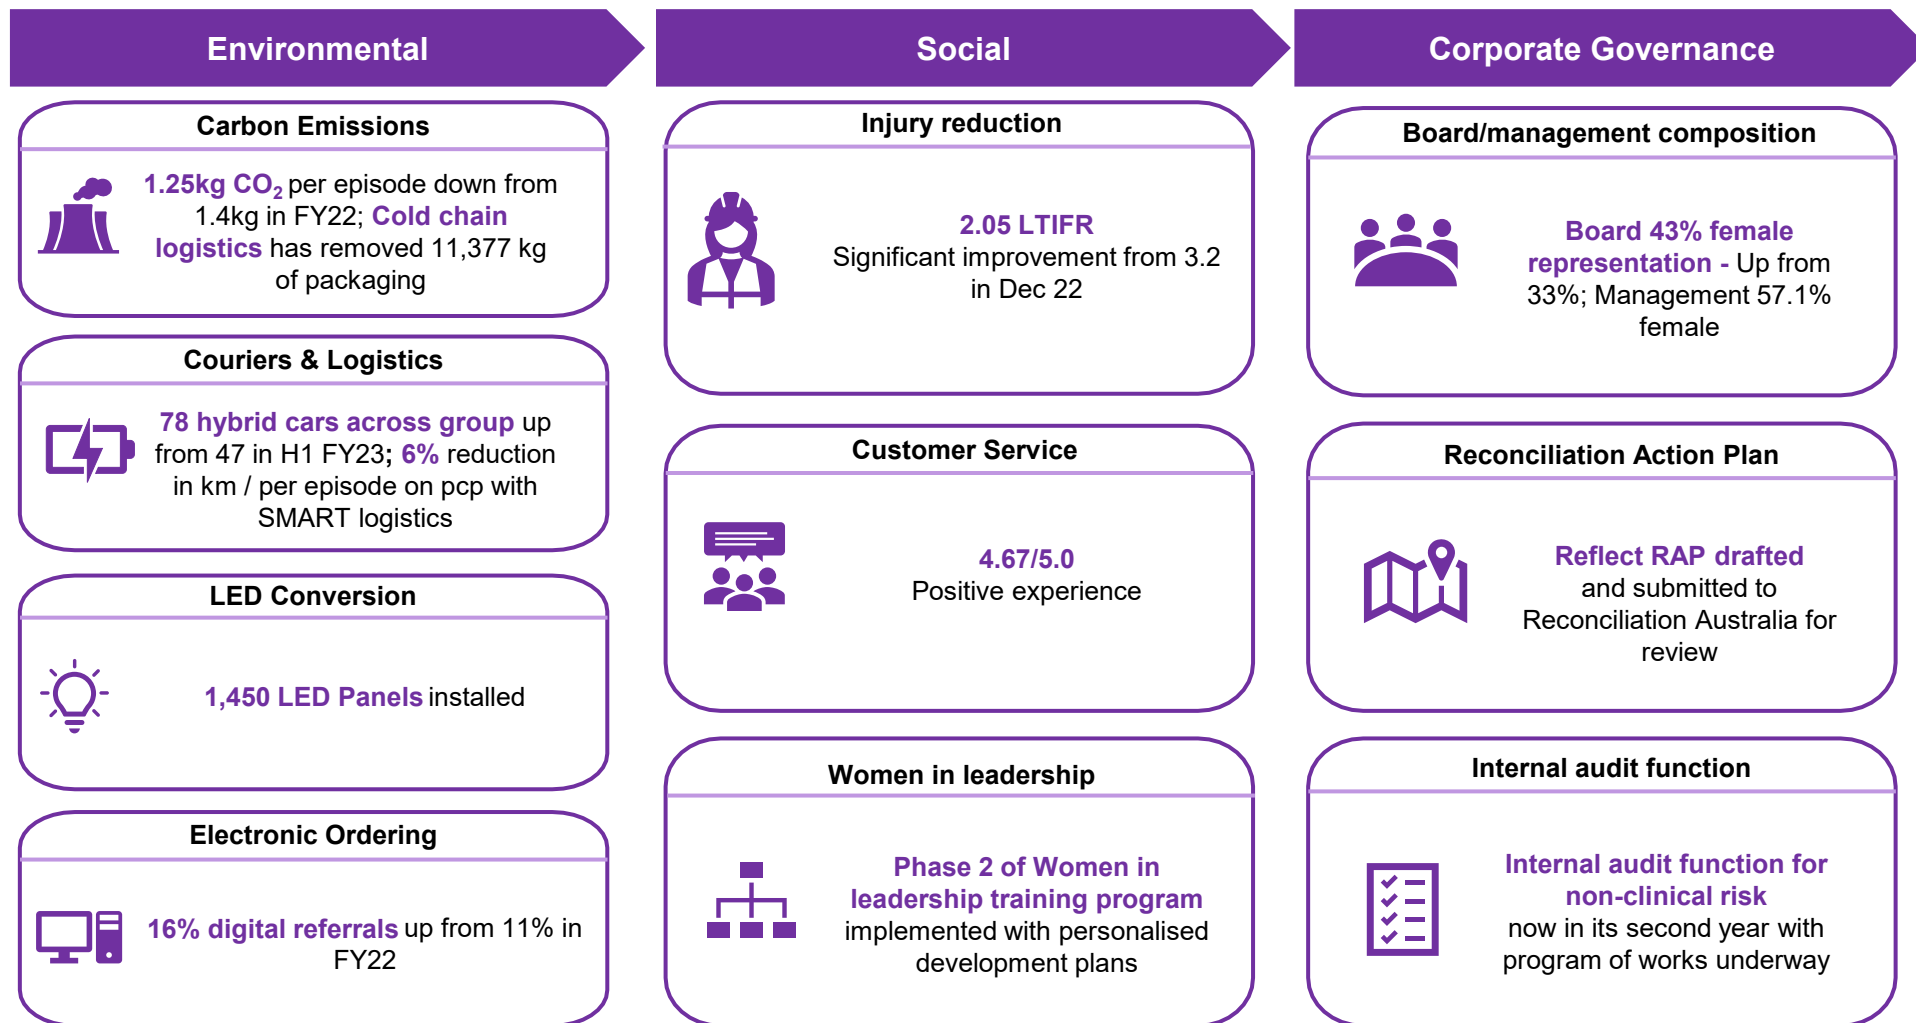 Environmental
Carbon Emissions
1.25kg CO₂ per episode down from
1.4kg in FY22; Cold chain
logistics has removed 11,377 kg
of packaging
Couriers & Logistics
78 hybrid cars across group up
from 47 in H1 FY23; 6% reduction
in km / per episode on pcp with
SMART logistics
LED Conversion
1,450 LED Panels installed
Electronic Ordering
16% digital referrals up from 11% in
FY22
Social
Injury reduction
2.05 LTIFR
Significant improvement from 3.2
in Dec 22
Customer Service
4.67/5.0
Positive experience
Women in leadership
Phase 2 of Women in
leadership training program
implemented with personalised
development plans
Corporate Governance
Board/management composition
Board 43% female
representation - Up from
33%; Management 57.1%
female
Reconciliation Action Plan
Reflect RAP drafted
and submitted to
Reconciliation Australia for
review
Internal audit function
Internal audit function for
non-clinical risk
now in its second year with
program of works underway